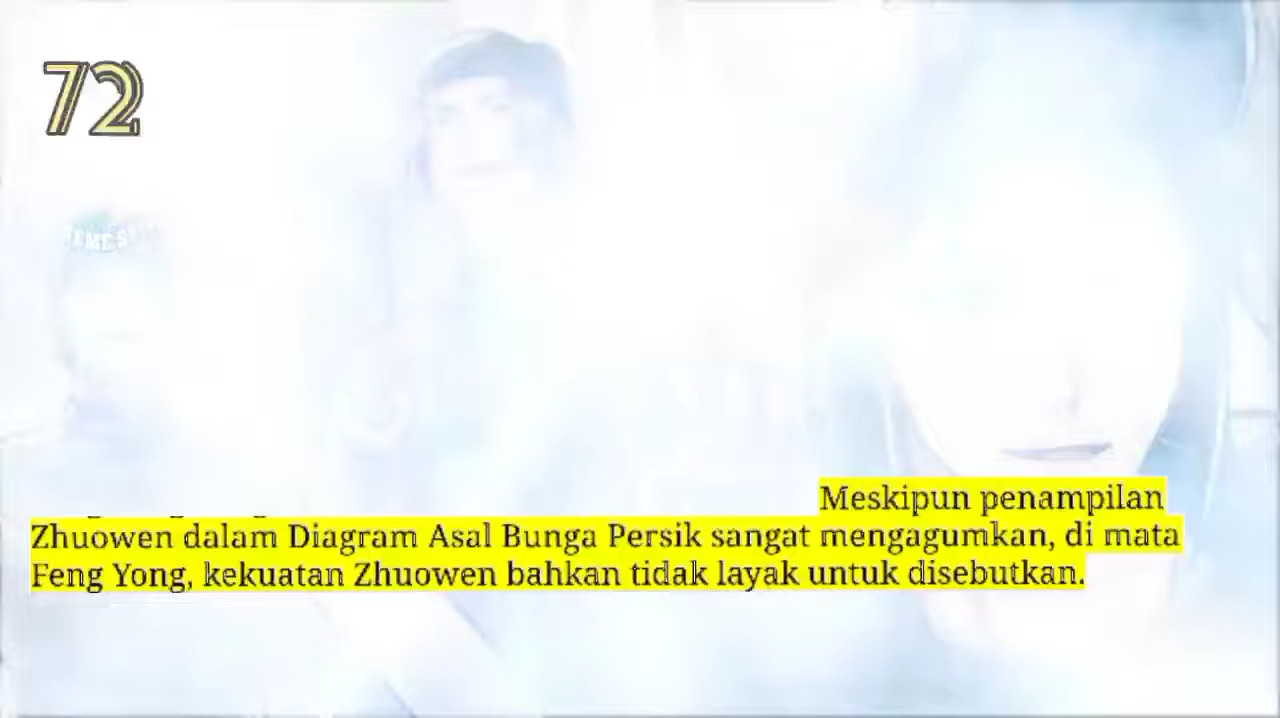 72
Meskipun penampilan
Zhuowen dalam Diagram Asal Bunga Persik sangat mengagumkan, di mata
Feng Yong, kekuatan Zhuowen bahkan tidak layak untuk disebutkan.